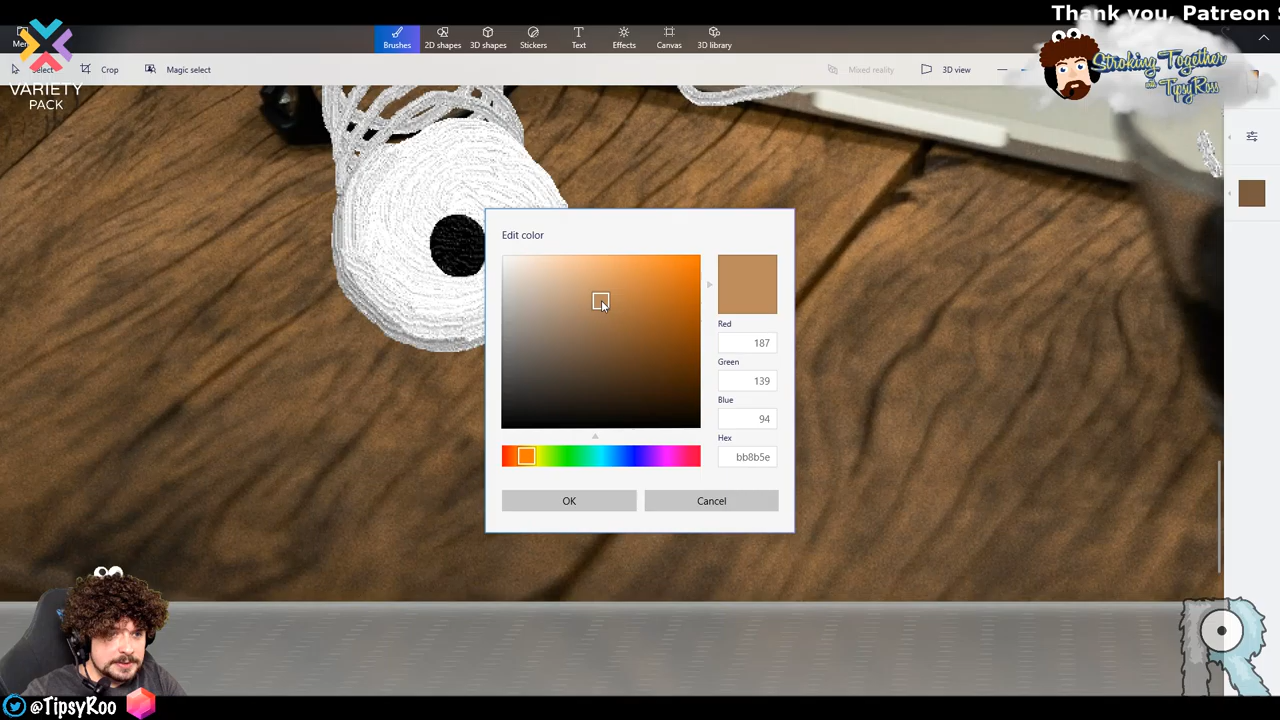 Thank you, Patreon
Brushes
2D shapes
3D shapes
Stickers
Text
Effects
Canvas
3D library
Select
Crop
Magic select
Mixed reality
3D view
VARIETY
PACK
Stroking Together
with TipsyRoss
Edit color
Red
187
Green
139
Blue
94
Hex
bb8b5e
OK
Cancel
@TipsyRoo